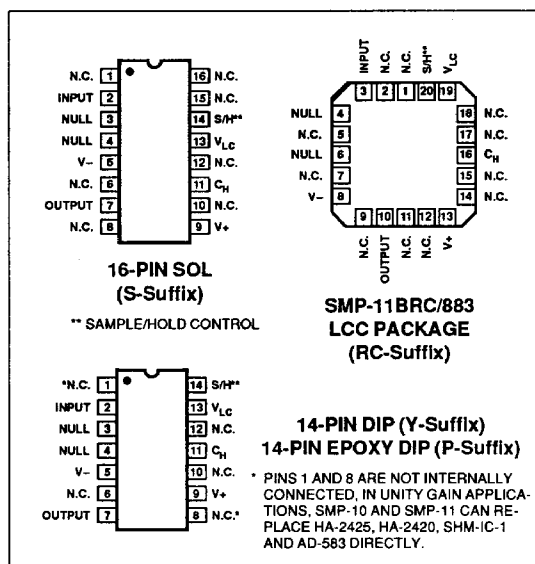 N.C. 1
INPUT 2
NULL 3
NULL 4
V− 5
N.C. 6
OUTPUT 7
N.C. 8
16 N.C.
15 N.C.
14 S/H**
13 VLC
12 N.C.
11 CH
10 N.C.
9 V+
16-PIN SOL
(S-Suffix)
** SAMPLE/HOLD CONTROL
INPUT N.C. N.C. S/H** VLC
3 2 1 20 19
NULL 4
N.C. 5
NULL 6
N.C. 7
V− 8
18 N.C.
17 N.C.
16 CH
15 N.C.
14 N.C.
9 10 11 12 13
N.C. OUTPUT N.C. N.C. V+
SMP-11BRC/883
LCC PACKAGE
(RC-Suffix)
*N.C. 1
INPUT 2
NULL 3
NULL 4
V− 5
N.C. 6
OUTPUT 7
14 S/H**
13 VLC
12 N.C.
11 CH
10 N.C.
9 V+
8 N.C.*
14-PIN DIP (Y-Suffix)
14-PIN EPOXY DIP (P-Suffix)
* PINS 1 AND 8 ARE NOT INTERNALLY
CONNECTED, IN UNITY GAIN APPLICA-
TIONS, SMP-10 AND SMP-11 CAN RE-
PLACE HA-2425, HA-2420, SHM-IC-1
AND AD-583 DIRECTLY.